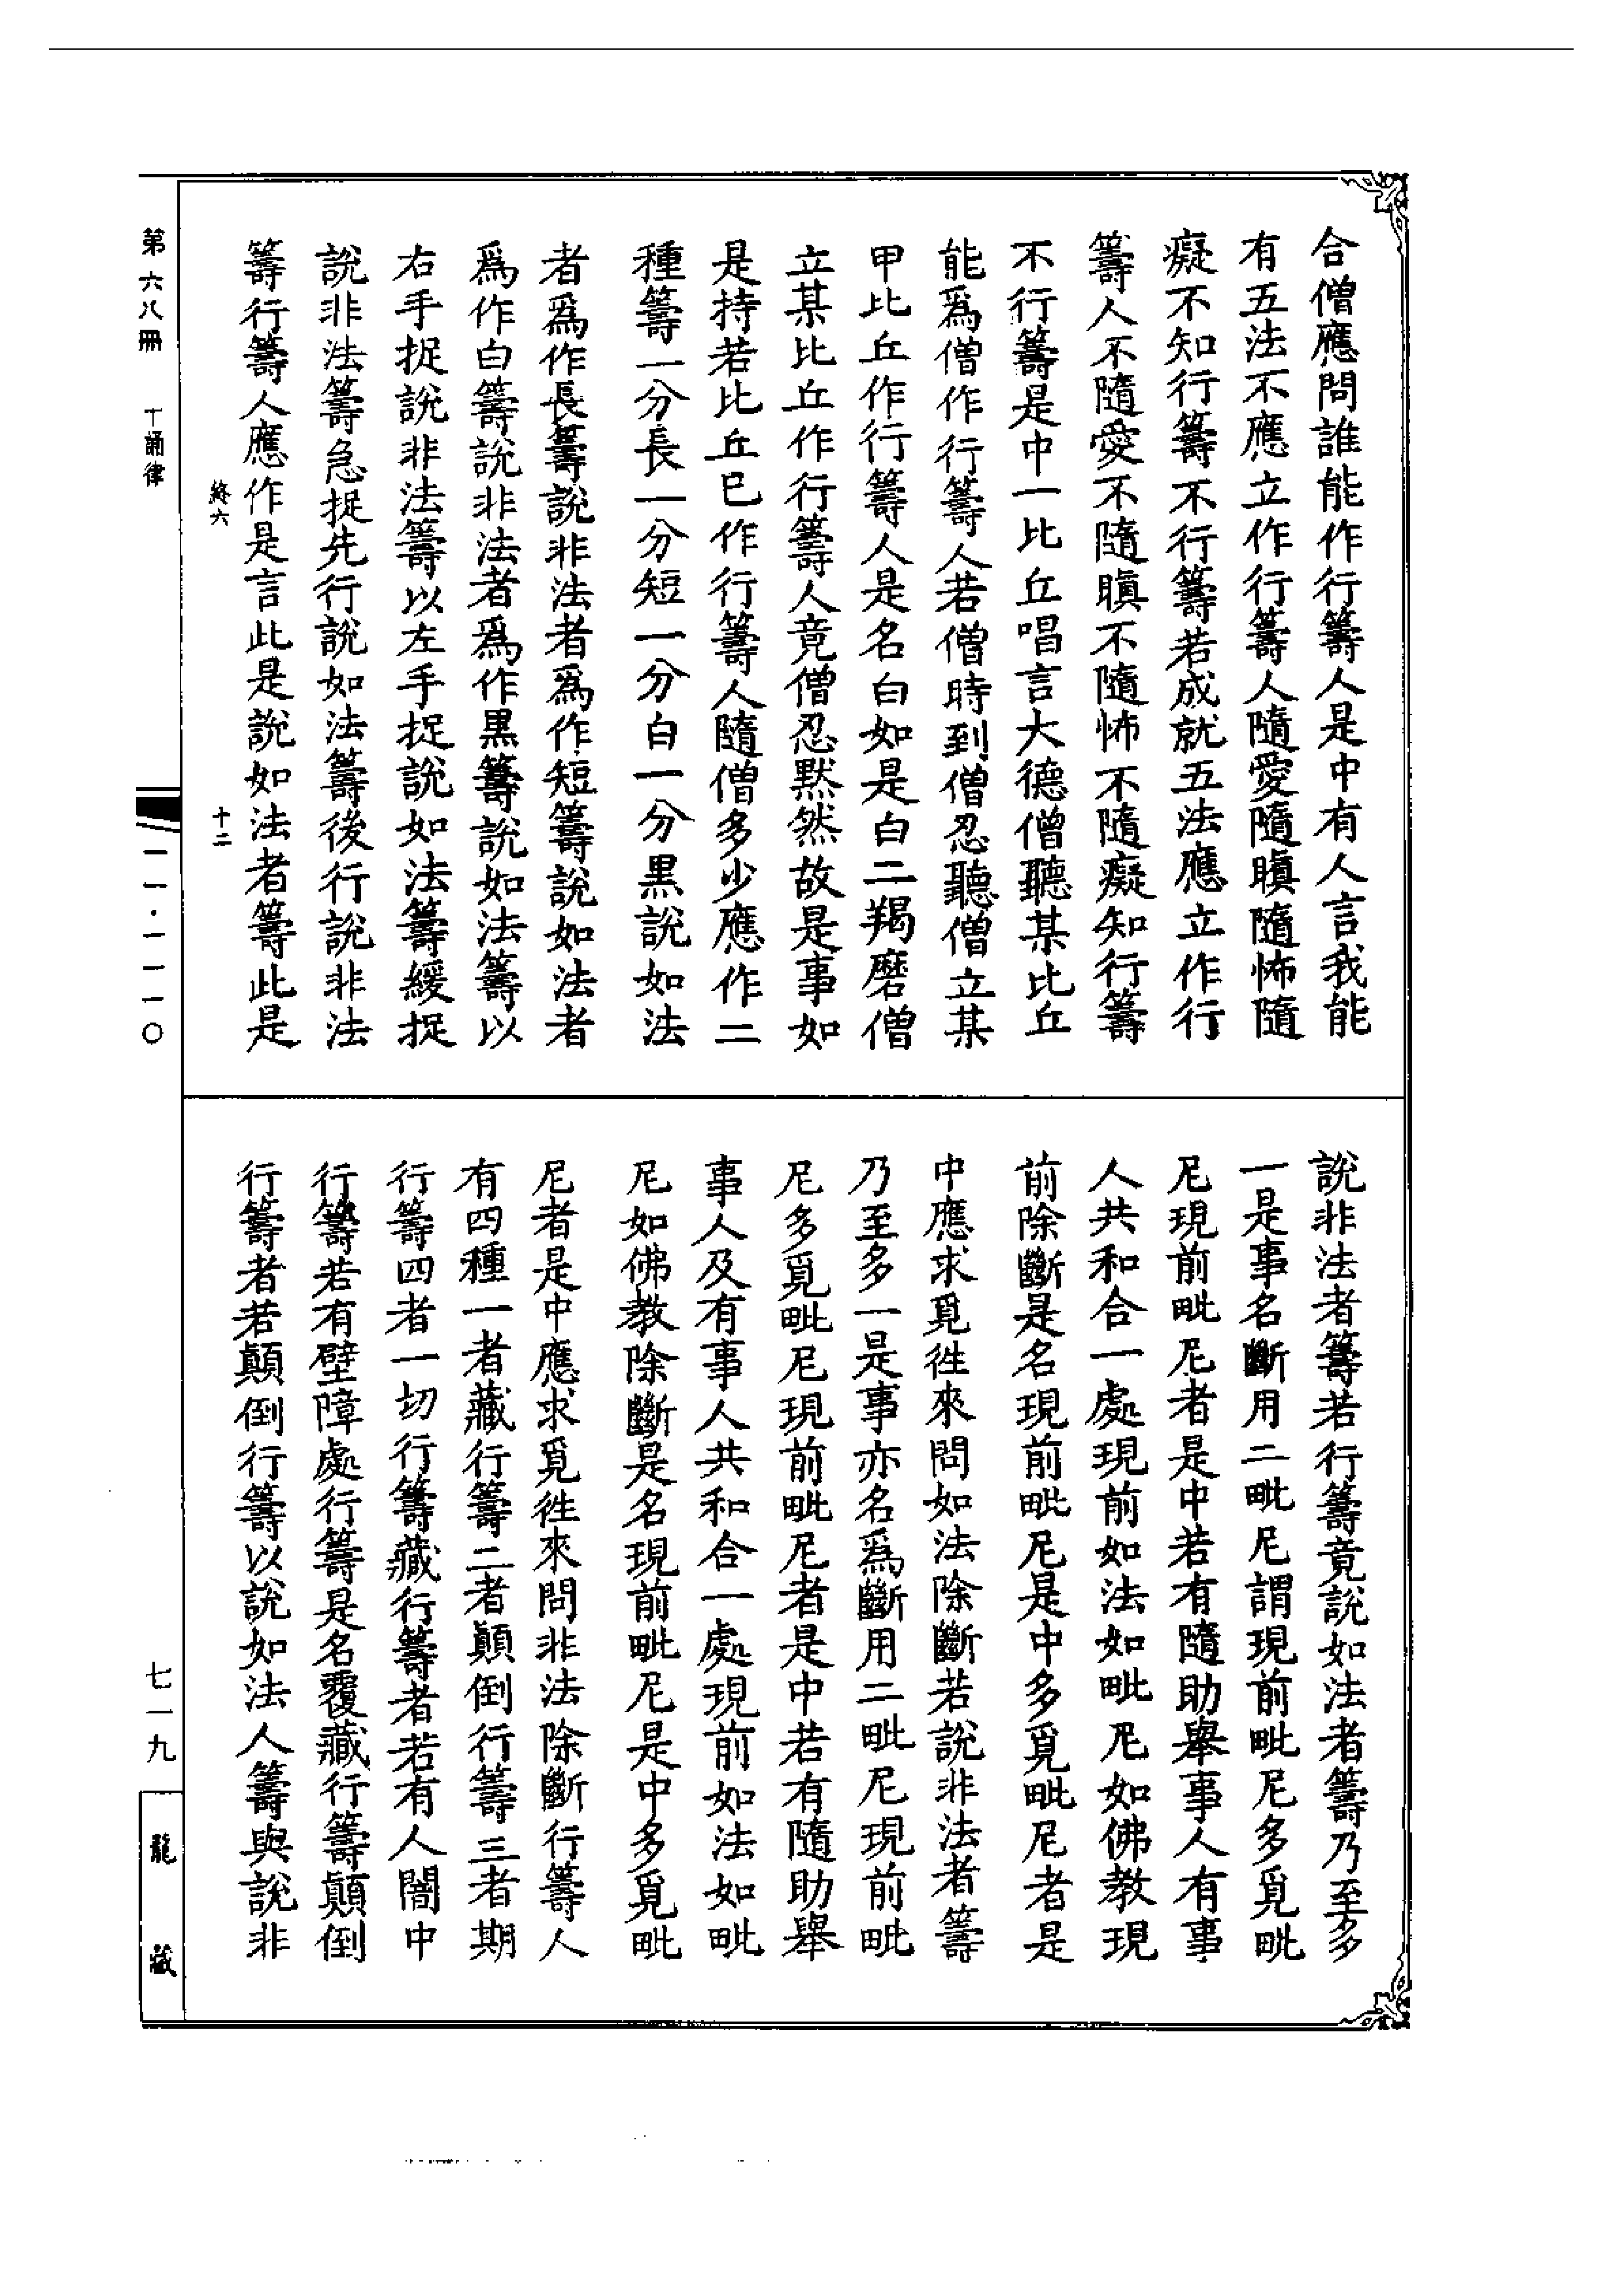 合僧應問誰能作行籌人是中有人言我能
有五法不應立作行籌人隨愛隨瞋隨怖隨
癡不知行籌不行籌若成就五法應立作行
籌人不隨愛不隨瞋不隨怖不隨癡知行籌
不行籌是中一比丘唱言大德僧聽某比丘
能爲僧作行籌人若僧時到僧忍聽僧立某
甲比丘作行籌人是名白如是白二羯磨僧
立某比丘作行籌人竟僧忍默然故是事如
是持若比丘已作行籌人隨僧多少應作二
種籌一分長一分短一分白一分黑說如法
者爲作長籌說非法者爲作短籌說如法者
爲作白籌說非法者爲作黑籌說如法籌以
右手捉說非法籌以左手捉說如法籌緩捉
說非法籌急捉先行說如法籌後行說非法
籌行籌人應作是言此是說如法者籌此是
說非法者籌若行籌竟說如法者籌乃至多
一是事名斷用二毗尼謂現前毗尼多覓毗
尼現前毗尼者是中若有隨助舉事人有事
人共和合一處現前如法如毗尼如佛教現
前除斷是名現前毗尼是中多覓毗尼者是
中應求覓徃來問如法除斷若說非法者籌
乃至多一是事亦名爲斷用二毗尼現前毗
尼多覓毗尼現前毗尼者是中若有隨助舉
事人及有事人共和合一處現前如法如毗
尼如佛教除斷是名現前毗尼是中多覓毗
尼者是中應求覓徃來問非法除斷行籌人
有四種一者藏行籌二者顛倒行籌三者期
行籌四者一切行籌藏行籌者若有人闇中
行籌若有壁障處行籌是名覆藏行籌顛倒
行籌者若顛倒行籌以說如法人籌與說非
終六
十二
第六八冊
十誦律
一一·一一一〇
七一九
龍藏